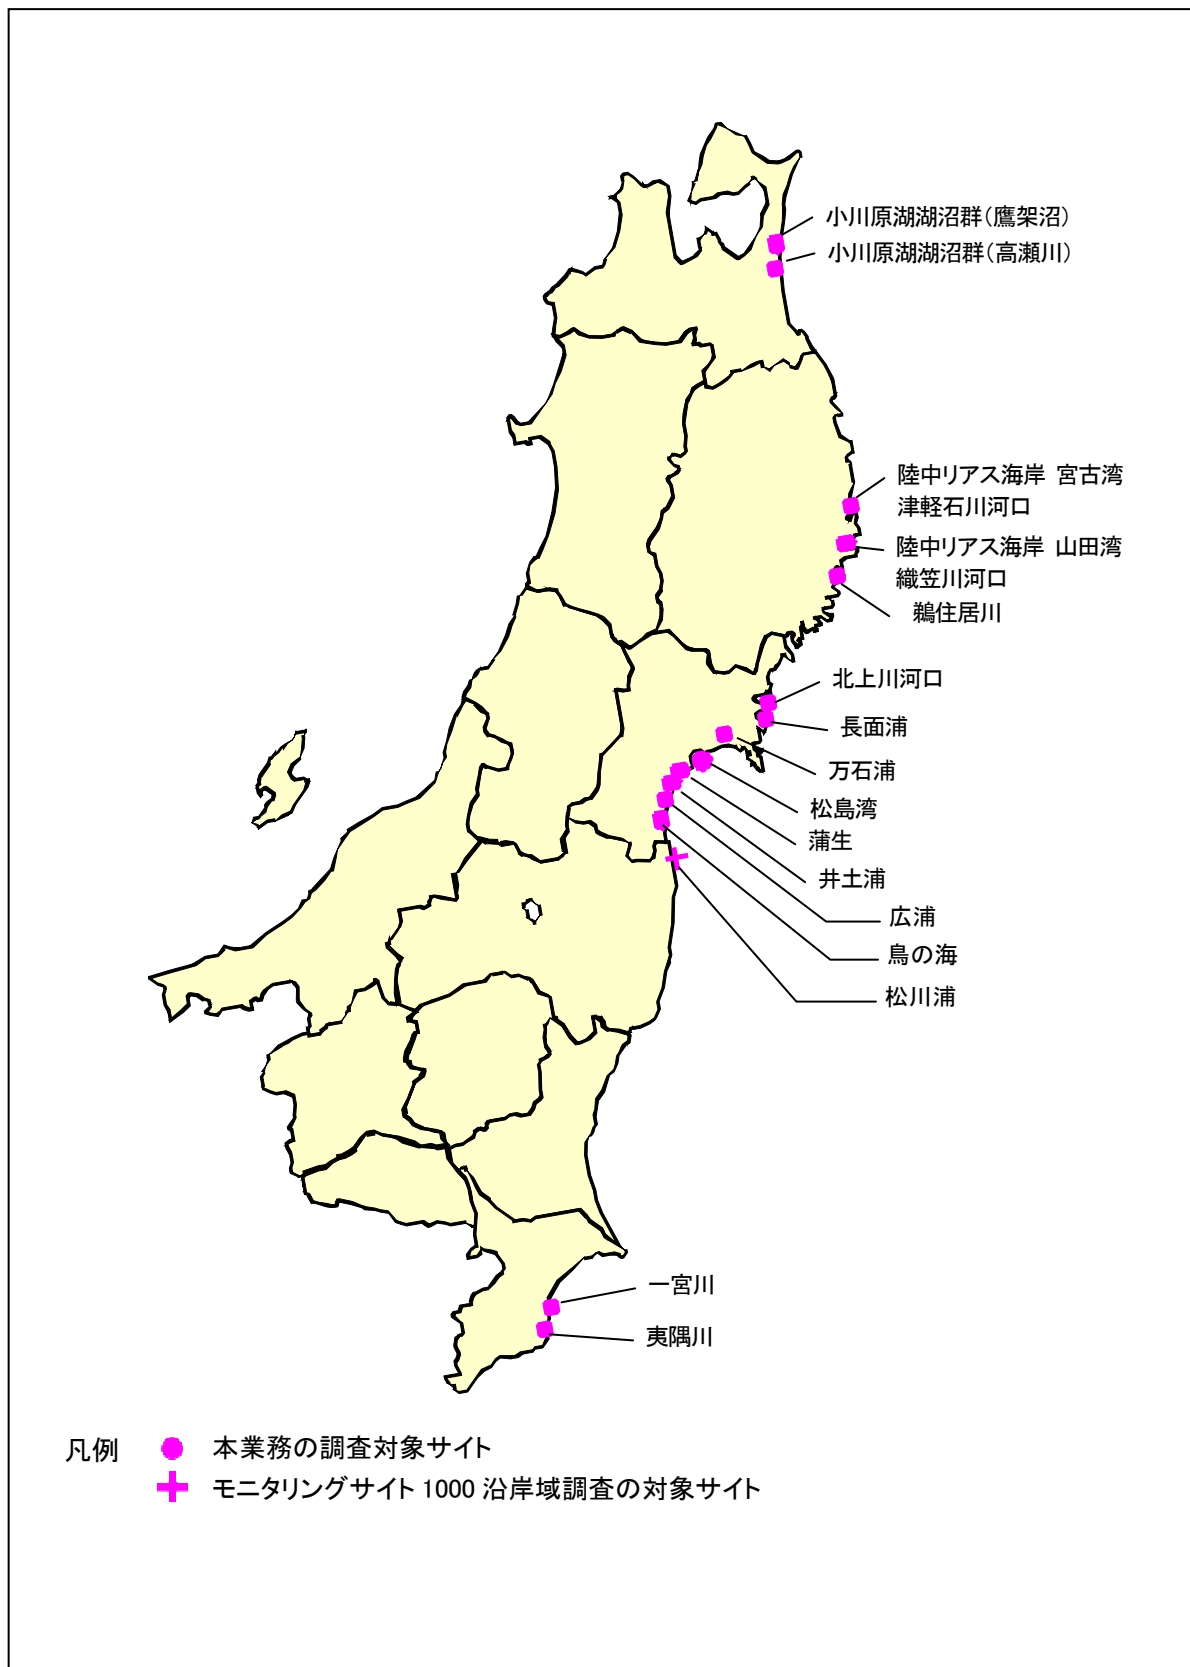 小川原湖湖沼群（鷹架沼）
小川原湖湖沼群（高瀬川）
陸中リアス海岸 宮古湾
津軽石川河口
陸中リアス海岸 山田湾
織笠川河口
鵜住居川
北上川河口
長面浦
万石浦
松島湾
蒲生
井土浦
広浦
鳥の海
松川浦
一宮川
夷隅川
凡例
本業務の調査対象サイト
モニタリングサイト 1000 沿岸域調査の対象サイト